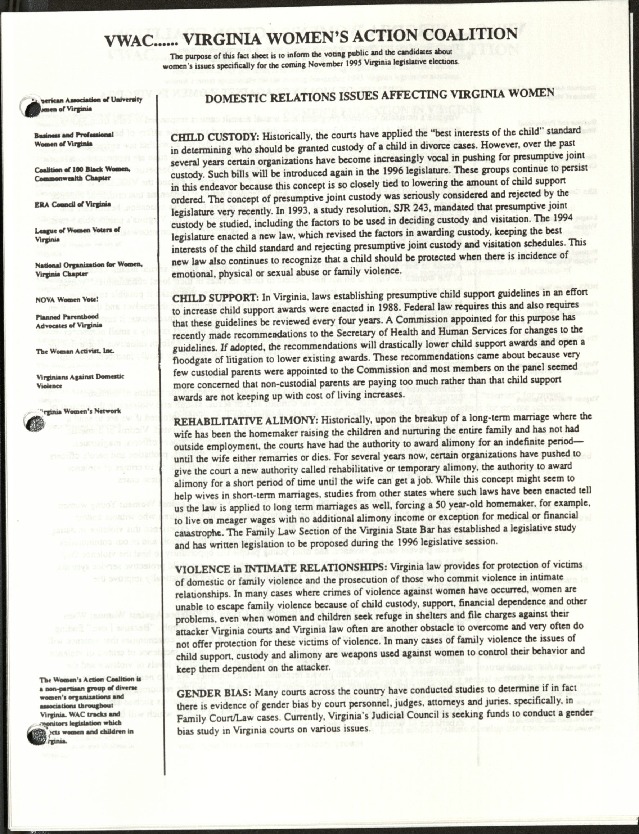 VWAC...... VIRGINIA WOMEN'S ACTION COALITION
The purpose of this fact sheet is to inform the voting public and the candidates about
women's issues specifically for the coming November 1995 Virginia legislative elections.
American Association of University
Women of Virginia
Business and Professional
Women of Virginia
Coalition of 100 Black Women,
Commonwealth Chapter
ERA Council of Virginia
League of Women Voters of
Virginia
National Organization for Women,
Virginia Chapter
NOVA Women Vote!
Planned Parenthood
Advocates of Virginia
The Woman Activist, Inc.
Virginians Against Domestic
Violence
Virginia Women's Network
The Women's Action Coalition is
a non-partisan group of diverse
women's organizations and
associations throughout
Virginia. WAC tracks and
monitors legislation which
affects women and children in
Virginia.
DOMESTIC RELATIONS ISSUES AFFECTING VIRGINIA WOMEN
CHILD CUSTODY: Historically, the courts have applied the "best interests of the child" standard
in determining who should be granted custody of a child in divorce cases. However, over the past
several years certain organizations have become increasingly vocal in pushing for presumptive joint
custody. Such bills will be introduced again in the 1996 legislature. These groups continue to persist
in this endeavor because this concept is so closely tied to lowering the amount of child support
ordered. The concept of presumptive joint custody was seriously considered and rejected by the
legislature very recently. In 1993, a study resolution, SJR 243, mandated that presumptive joint
custody be studied, including the factors to be used in deciding custody and visitation. The 1994
legislature enacted a new law, which revised the factors in awarding custody, keeping the best
interests of the child standard and rejecting presumptive joint custody and visitation schedules. This
new law also continues to recognize that a child should be protected when there is incidence of
emotional, physical or sexual abuse or family violence.
CHILD SUPPORT: In Virginia, laws establishing presumptive child support guidelines in an effort
to increase child support awards were enacted in 1988. Federal law requires this and also requires
that these guidelines be reviewed every four years. A Commission appointed for this purpose has
recently made recommendations to the Secretary of Health and Human Services for changes to the
guidelines. If adopted, the recommendations will drastically lower child support awards and open a
floodgate of litigation to lower existing awards. These recommendations came about because very
few custodial parents were appointed to the Commission and most members on the panel seemed
more concerned that non-custodial parents are paying too much rather than that child support
awards are not keeping up with cost of living increases.
REHABILITATIVE ALIMONY: Historically, upon the breakup of a long-term marriage where the
wife has been the homemaker raising the children and nurturing the entire family and has not had
outside employment, the courts have had the authority to award alimony for an indefinite period—
until the wife either remarries or dies. For several years now, certain organizations have pushed to
give the court a new authority called rehabilitative or temporary alimony, the authority to award
alimony for a short period of time until the wife can get a job. While this concept might seem to
help wives in short-term marriages, studies from other states where such laws have been enacted tell
us the law is applied to long term marriages as well, forcing a 50 year-old homemaker, for example,
to live on meager wages with no additional alimony income or exception for medical or financial
catastrophe. The Family Law Section of the Virginia State Bar has established a legislative study
and has written legislation to be proposed during the 1996 legislative session.
VIOLENCE in INTIMATE RELATIONSHIPS: Virginia law provides for protection of victims
of domestic or family violence and the prosecution of those who commit violence in intimate
relationships. In many cases where crimes of violence against women have occurred, women are
unable to escape family violence because of child custody, support, financial dependence and other
problems, even when women and children seek refuge in shelters and file charges against their
attacker Virginia courts and Virginia law often are another obstacle to overcome and very often do
not offer protection for these victims of violence. In many cases of family violence the issues of
child support, custody and alimony are weapons used against women to control their behavior and
keep them dependent on the attacker.
GENDER BIAS: Many courts across the country have conducted studies to determine if in fact
there is evidence of gender bias by court personnel, judges, attorneys and juries, specifically, in
Family Court/Law cases. Currently, Virginia's Judicial Council is seeking funds to conduct a gender
bias study in Virginia courts on various issues.